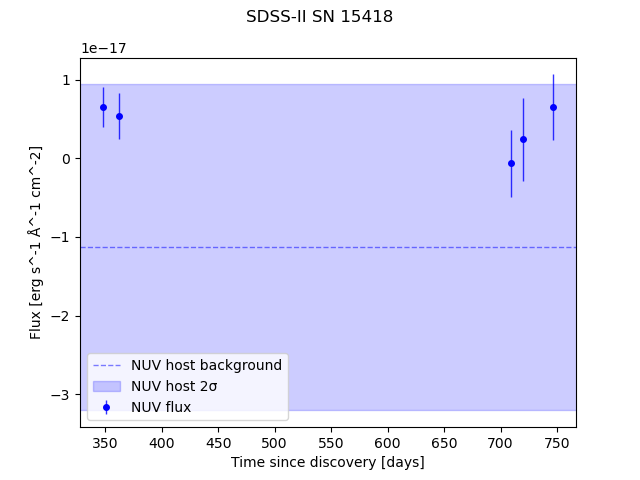 SDSS-II SN 15418
1e−17
1
0
−1
−2
−3
Flux [erg s^-1 Å^-1 cm^-2]
NUV host background
NUV host 2σ
NUV flux
350 400 450 500 550 600 650 700 750
Time since discovery [days]